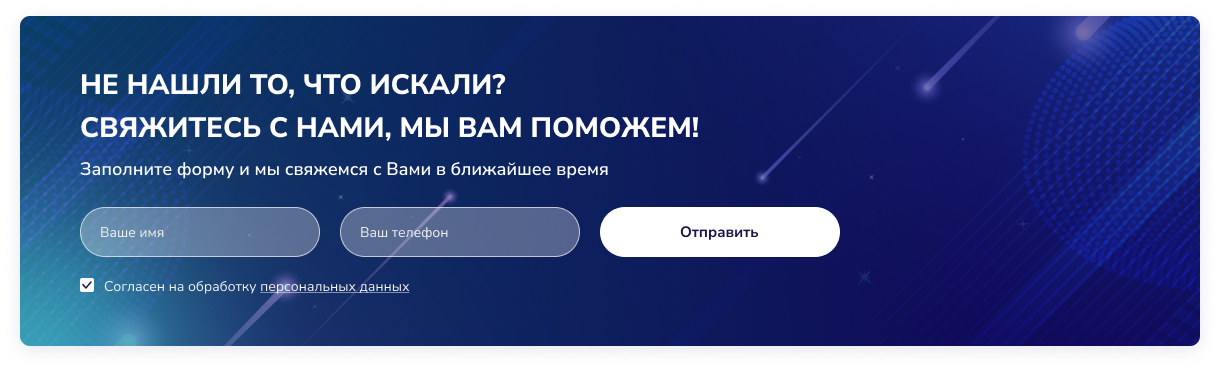 НЕ НАШЛИ ТО, ЧТО ИСКАЛИ?
СВЯЖИТЕСЬ С НАМИ, МЫ ВАМ ПОМОЖЕМ!
Заполните форму и мы свяжемся с Вами в ближайшее время
Ваше имя
Ваш телефон
Отправить
Согласен на обработку персональных данных